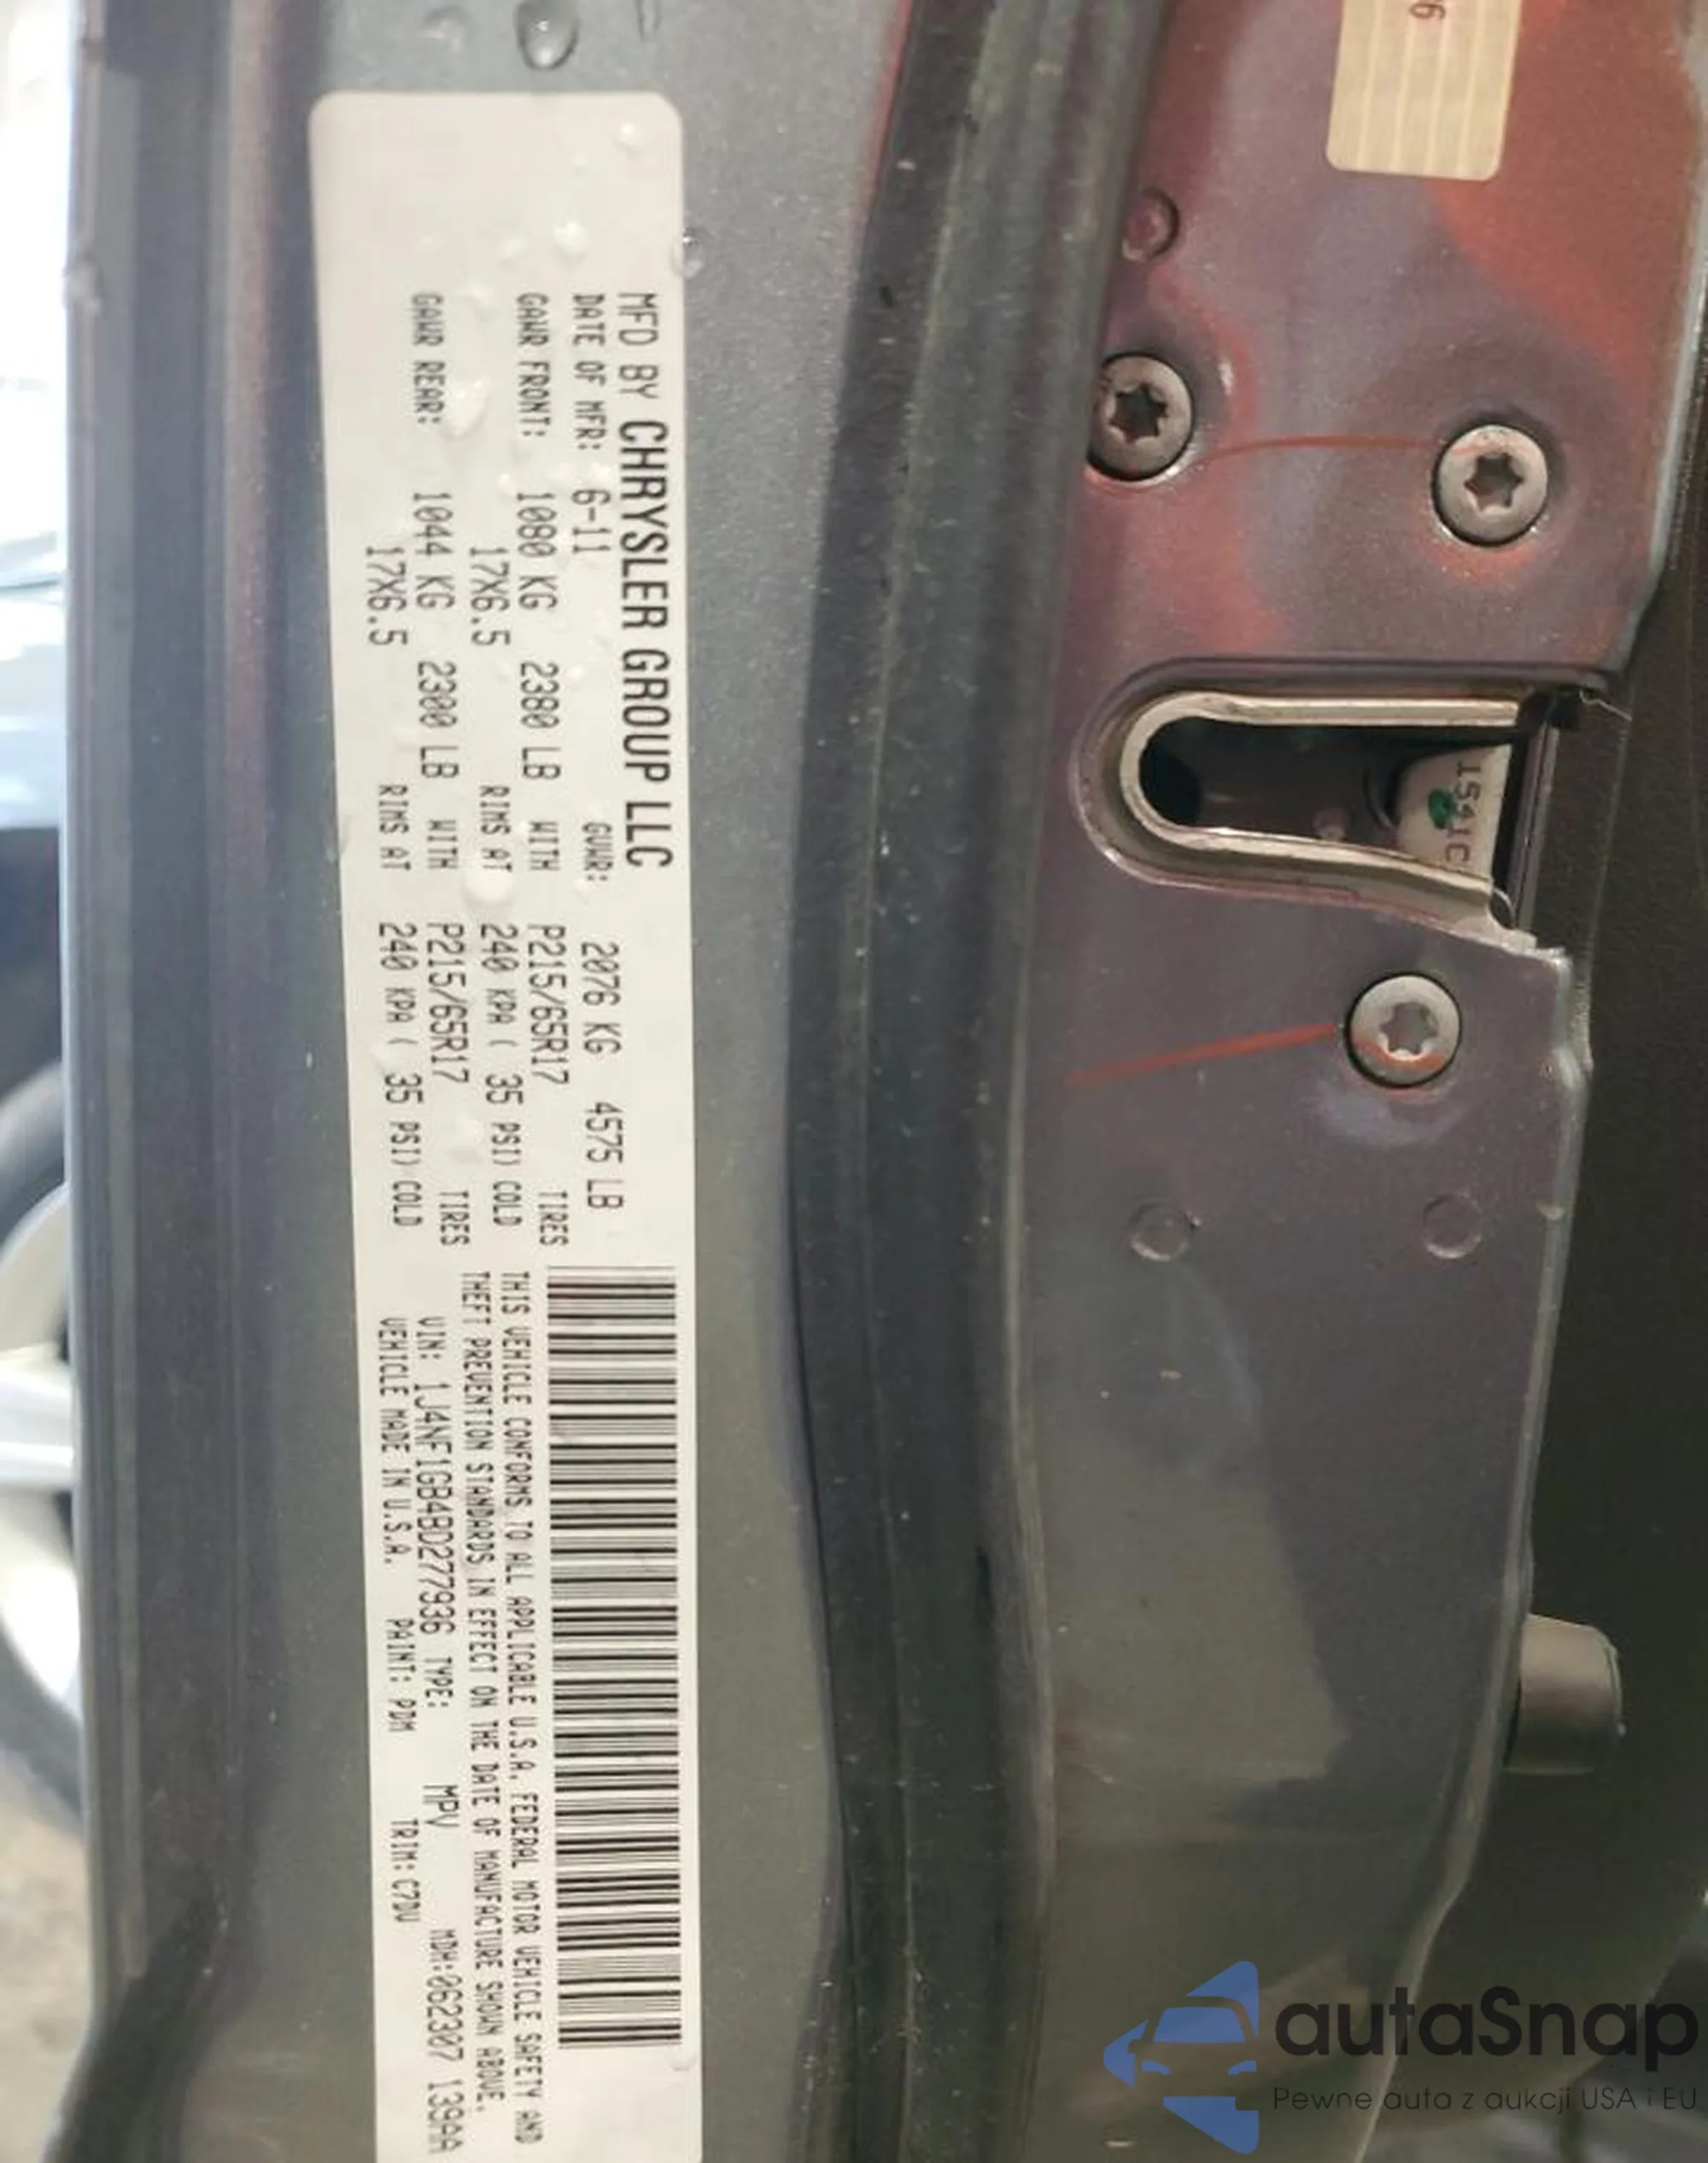 MFD BY CHRYSLER GROUP LLC
DATE OF MFR: 6-11 GVWR: 2076 KG 4575 LB
GAWR FRONT: 1080 KG 2380 LB WITH P215/65R17 TIRES
17X6.5 RIMS AT 240 KPA ( 35 PSI) COLD
GAWR REAR: 1044 KG 2300 LB WITH P215/65R17 TIRES
17X6.5 RIMS AT 240 KPA ( 35 PSI) COLD
THIS VEHICLE CONFORMS TO ALL APPLICABLE U.S.A. FEDERAL MOTOR VEHICLE SAFETY AND
THEFT PREVENTION STANDARDS IN EFFECT ON THE DATE OF MANUFACTURE SHOWN ABOVE.
VIN: 1J4NF1GB4BD277936 TYPE: MPV MDH:062307 139AA
VEHICLE MADE IN U.S.A. PAINT: PDM TRIM: C7DV
autaSnap
Pewne auta z aukcji USA i EU